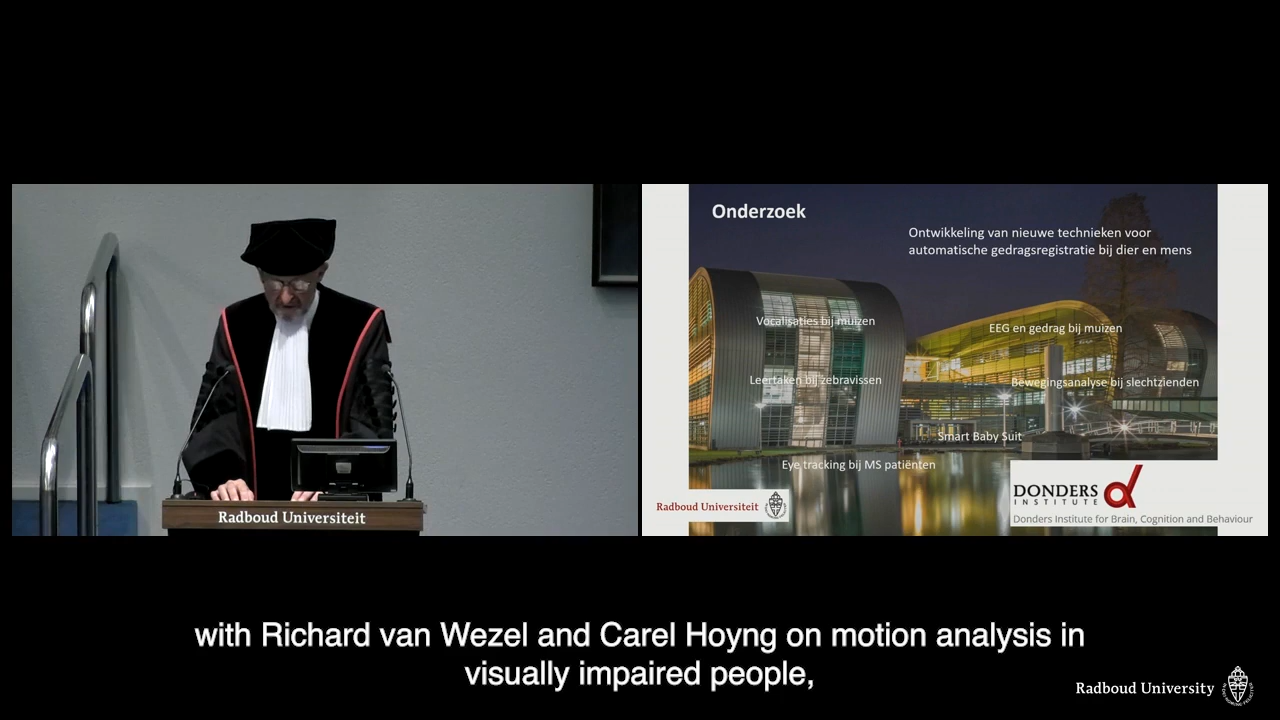 Onderzoek
Ontwikkeling van nieuwe technieken voor
automatische gedragsregistratie bij dier en mens
Vocalisaties bij muizen
EEG en gedrag bij muizen
Leertaken bij zebravissen
Bewegingsanalyse bij slechtzienden
Smart Baby Suit
Eye tracking bij MS patiënten
Radboud Universiteit
DONDERS
INSTITUTE
Donders Institute for Brain, Cognition and Behaviour
Radboud Universiteit
with Richard van Wezel and Carel Hoyng on motion analysis in
visually impaired people,
Radboud University